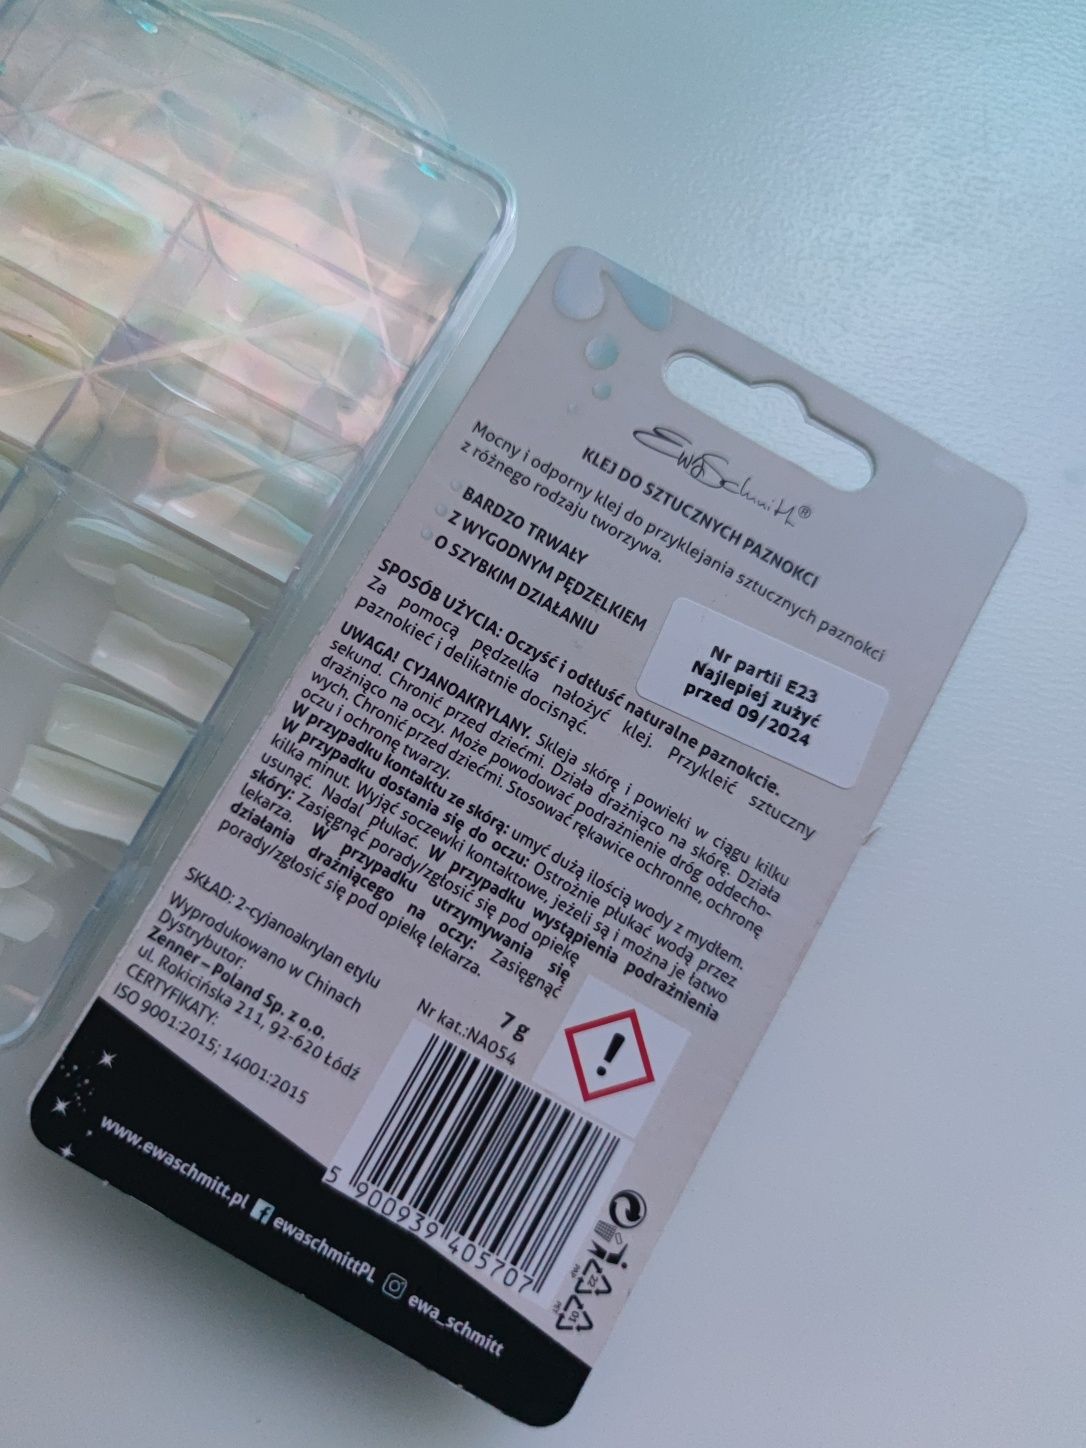 Ewa Schmitt®
KLEJ DO SZTUCZNYCH PAZNOKCI
Mocny i odporny klej do przyklejania sztucznych paznokci
z różnego rodzaju tworzywa.
BARDZO TRWAŁY
Z WYGODNYM PĘDZELKIEM
O SZYBKIM DZIAŁANIU
Nr partii E23
Najlepiej zużyć
przed 09/2024
SPOSÓB UŻYCIA: Oczyść i odtłuść naturalne paznokcie.
Za pomocą pędzelka nałożyć klej. Przykleić sztuczny
paznokieć i delikatnie docisnąć.
UWAGA! CYJANOAKRYLANY. Skleja skórę i powieki w ciągu kilku
sekund. Chronić przed dziećmi. Działa drażniąco na skórę. Działa
drażniąco na oczy. Może powodować podrażnienie dróg oddecho-
wych. Chronić przed dziećmi. Stosować rękawice ochronne, ochronę
oczu i ochronę twarzy.
W przypadku kontaktu ze skórą: umyć dużą ilością wody z mydłem.
W przypadku dostania się do oczu: Ostrożnie płukać wodą przez
kilka minut. Wyjąć soczewki kontaktowe, jeżeli są i można je łatwo
usunąć. Nadal płukać. W przypadku wystąpienia podrażnienia
skóry: Zasięgnąć porady/zgłosić się pod opiekę
lekarza. W przypadku utrzymywania się
działania drażniącego na oczy: Zasięgnąć
porady/zgłosić się pod opiekę lekarza.
SKŁAD: 2-cyjanoakrylan etylu
Wyprodukowano w Chinach
Dystrybutor:
Zenner – Poland Sp. z o.o.
ul. Rokicińska 211, 92-620 Łódź
CERTYFIKATY:
ISO 9001:2015; 14001:2015
7 g
Nr kat.:NA054
5 900939 405707
www.ewaschmitt.pl
ewaschmittPL
ewa_schmitt
22
PAP
01
PET